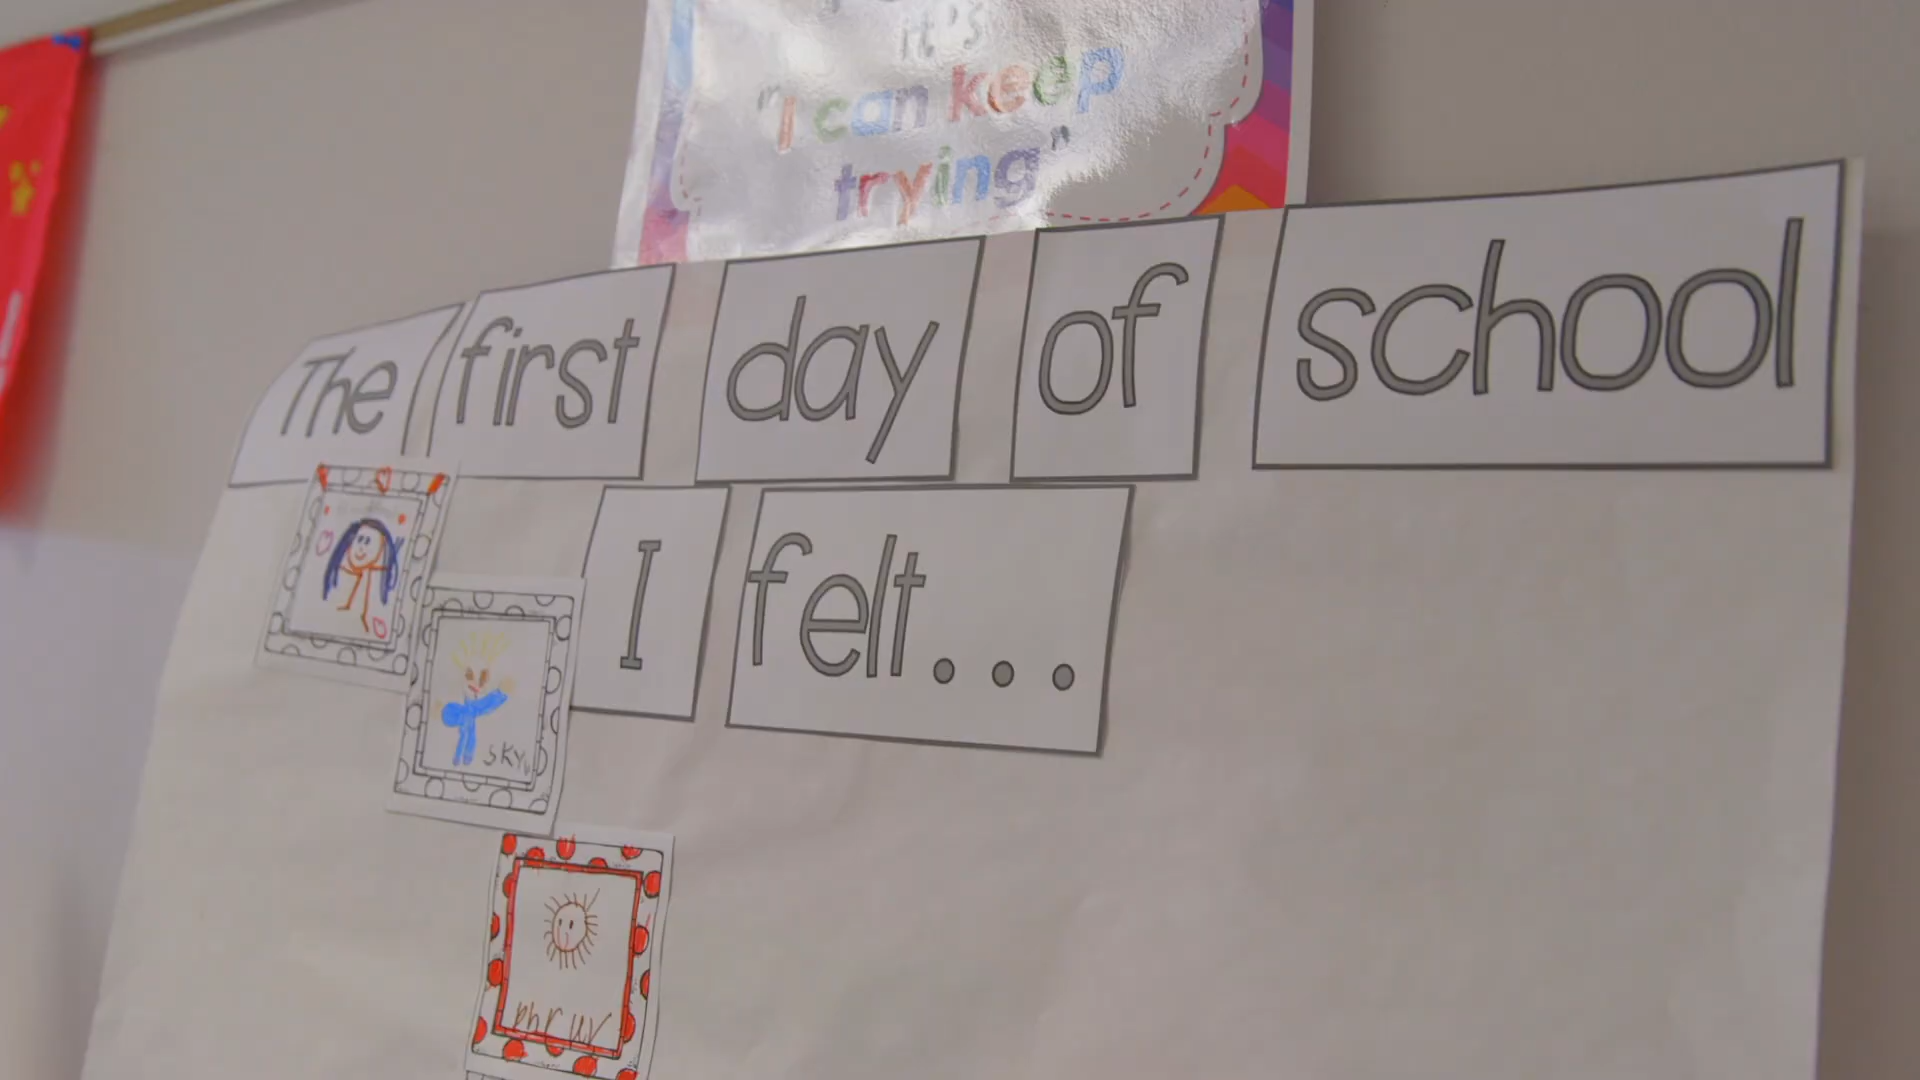 it's
"I can keep
trying"
The first day of school
I felt...
SKY